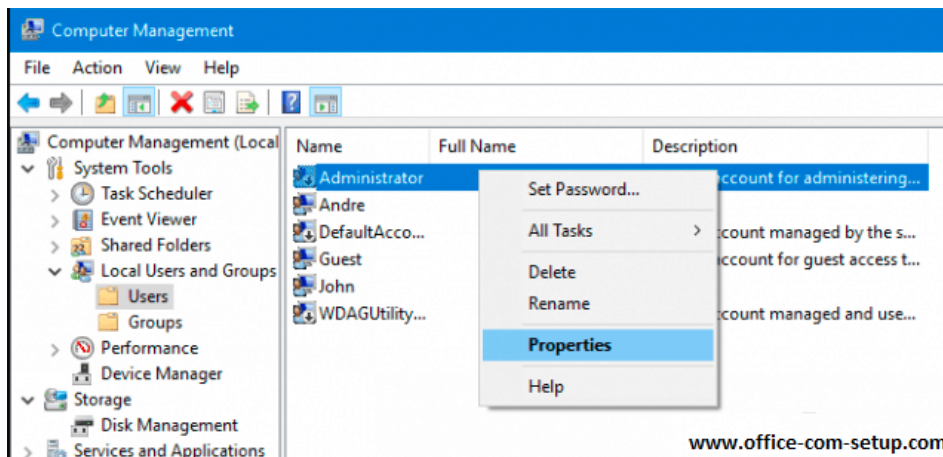 Computer Management
File Action View Help
Computer Management (Local
System Tools
Task Scheduler
Event Viewer
Shared Folders
Local Users and Groups
Users
Groups
Performance
Device Manager
Storage
Disk Management
Services and Applications
Name Full Name Description
Administrator ccount for administering...
Andre
DefaultAcco... ccount managed by the s...
Guest ccount for guest access t...
John
WDAGUtility... count managed and use...
Set Password...
All Tasks
Delete
Rename
Properties
Help
www.office-com-setup.com